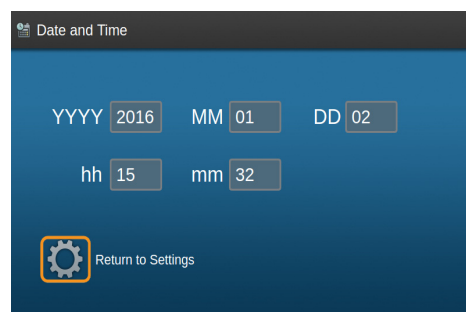 Date and Time
YYYY 2016 MM 01 DD 02
hh 15 mm 32
Return to Settings